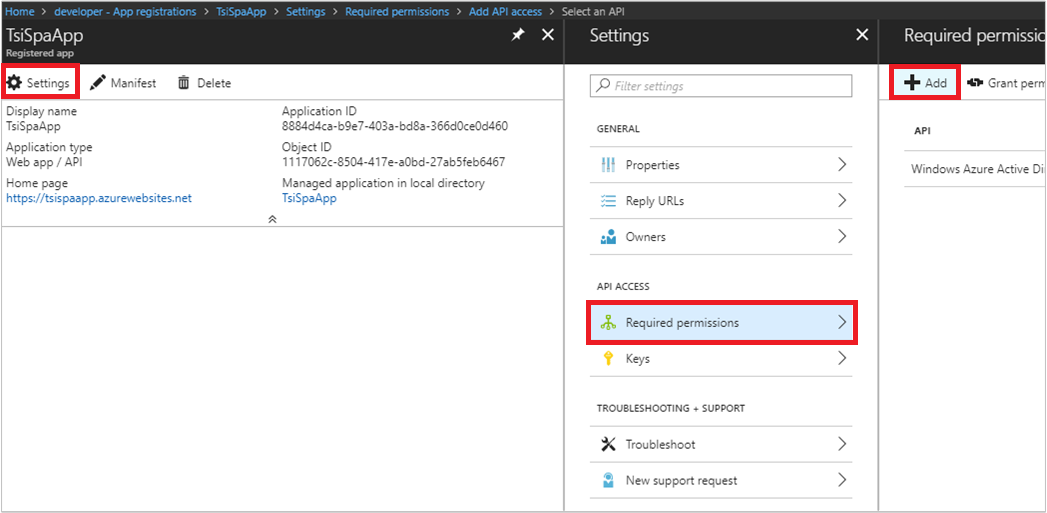 Home > developer - App registrations > TsiSpaApp > Settings > Required permissions > Add API access > Select an API
TsiSpaApp
Registered app
Settings
Manifest
Delete
Display name
TsiSpaApp
Application ID
8884d4ca-b9e7-403a-bd8a-366d0ce0d460
Application type
Web app / API
Object ID
1117062c-8504-417e-a0bd-27ab5feb6467
Home page
https://tsispaapp.azurewebsites.net
Managed application in local directory
TsiSpaApp
Settings
Filter settings
GENERAL
Properties
Reply URLs
Owners
API ACCESS
Required permissions
Keys
TROUBLESHOOTING + SUPPORT
Troubleshoot
New support request
Required permissio
Add
Grant perm
API
Windows Azure Active Di